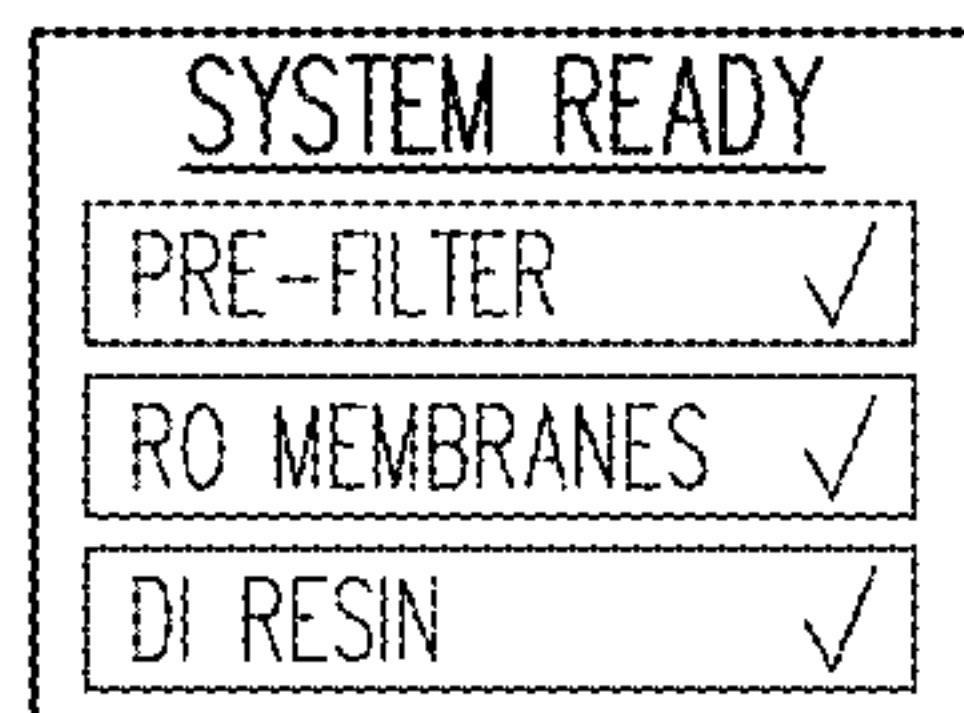 SYSTEM READY
PRE-FILTER ✓
RO MEMBRANES ✓
DI RESIN ✓